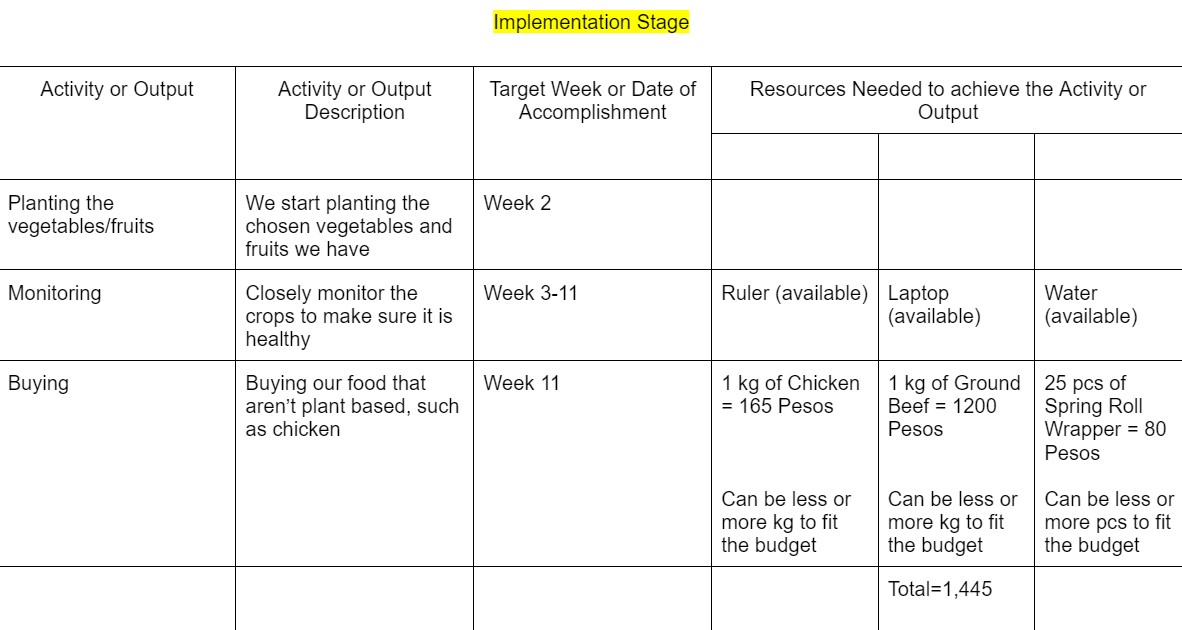 Implementation Stage
Activity or Output
Activity or Output
Description
Target Week or Date of
Accomplishment
Resources Needed to achieve the Activity or
Output
Planting the
vegetables/fruits
We start planting the
chosen vegetables and
fruits we have
Week 2
Monitoring
Closely monitor the
crops to make sure it is
healthy
Week 3-11
Ruler (available)
Laptop
(available)
Water
(available)
Buying
Buying our food that
aren’t plant based, such
as chicken
Week 11
1 kg of Chicken
= 165 Pesos
Can be less or
more kg to fit
the budget
1 kg of Ground
Beef = 1200
Pesos
Can be less or
more kg to fit
the budget
25 pcs of
Spring Roll
Wrapper = 80
Pesos
Can be less or
more pcs to fit
the budget
Total=1,445